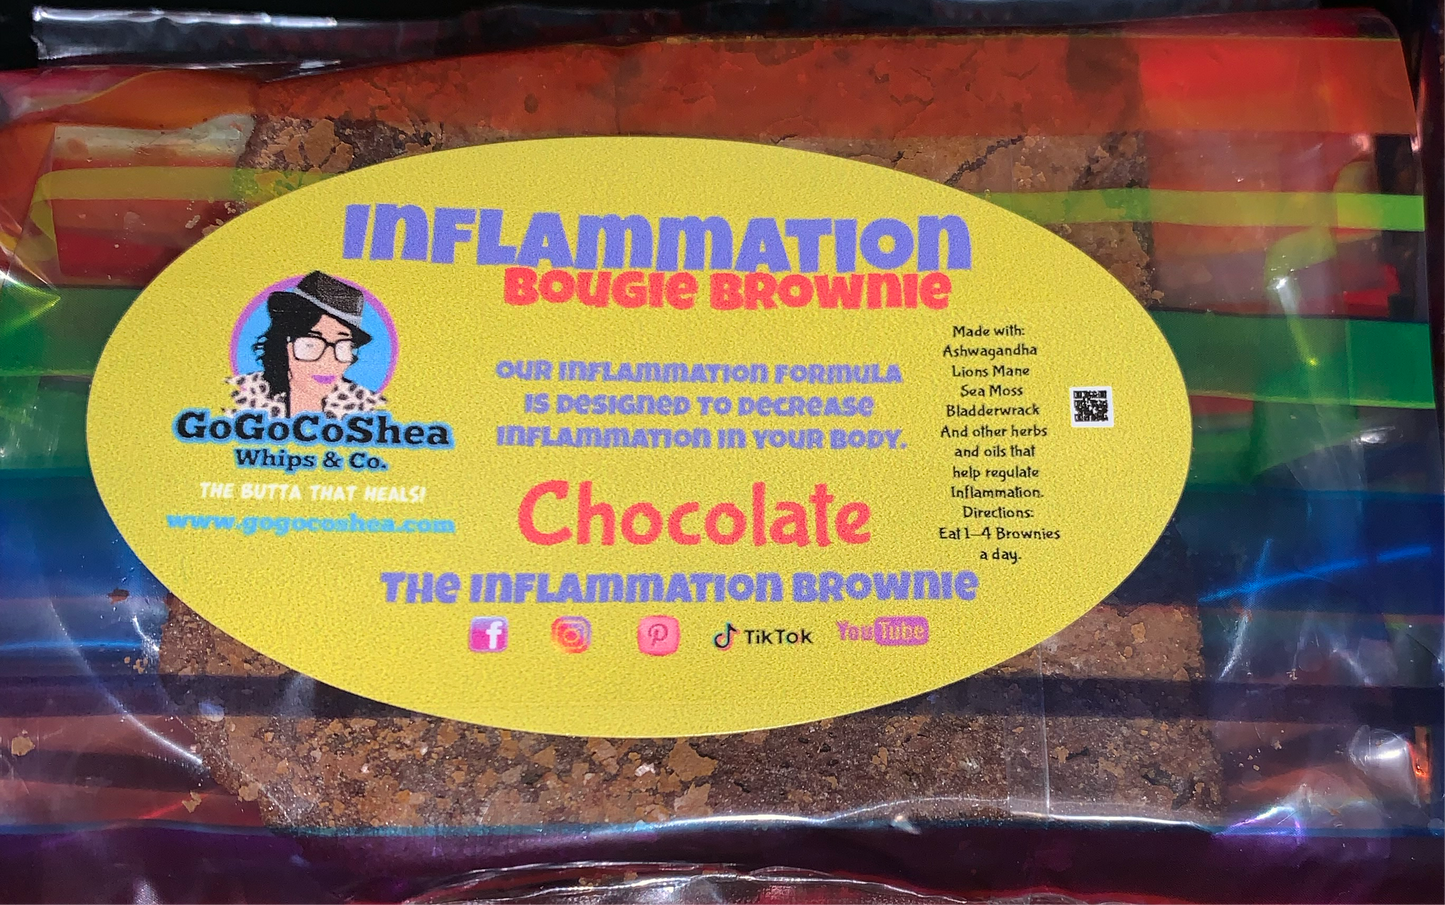 INFLAMMATION
BOUGIE BROWNIE
GoGoCoShea
Whips & Co.
THE BUTTA THAT HEALS!
www.gogocoshea.com
OUR INFLAMMATION FORMULA
IS DESIGNED TO DECREASE
INFLAMMATION IN YOUR BODY.
Chocolate
Made with:
Ashwagandha
Lions Mane
Sea Moss
Bladderwrack
And other herbs
and oils that
help regulate
Inflammation.
Directions:
Eat 1-4 Brownies
a day.
THE INFLAMMATION BROWNIE
TikTok
YouTube